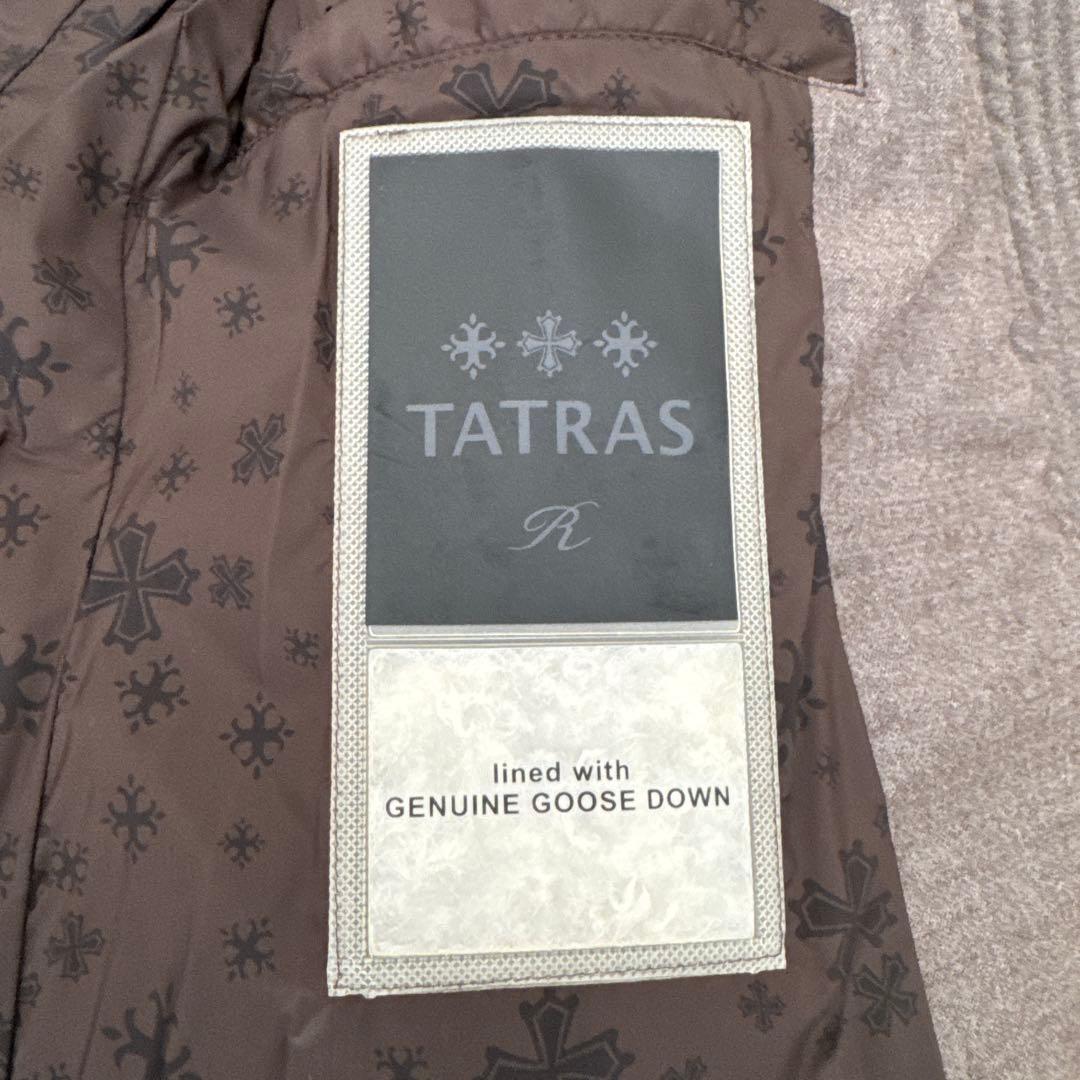 TATRAS
R
lined with
GENUINE GOOSE DOWN